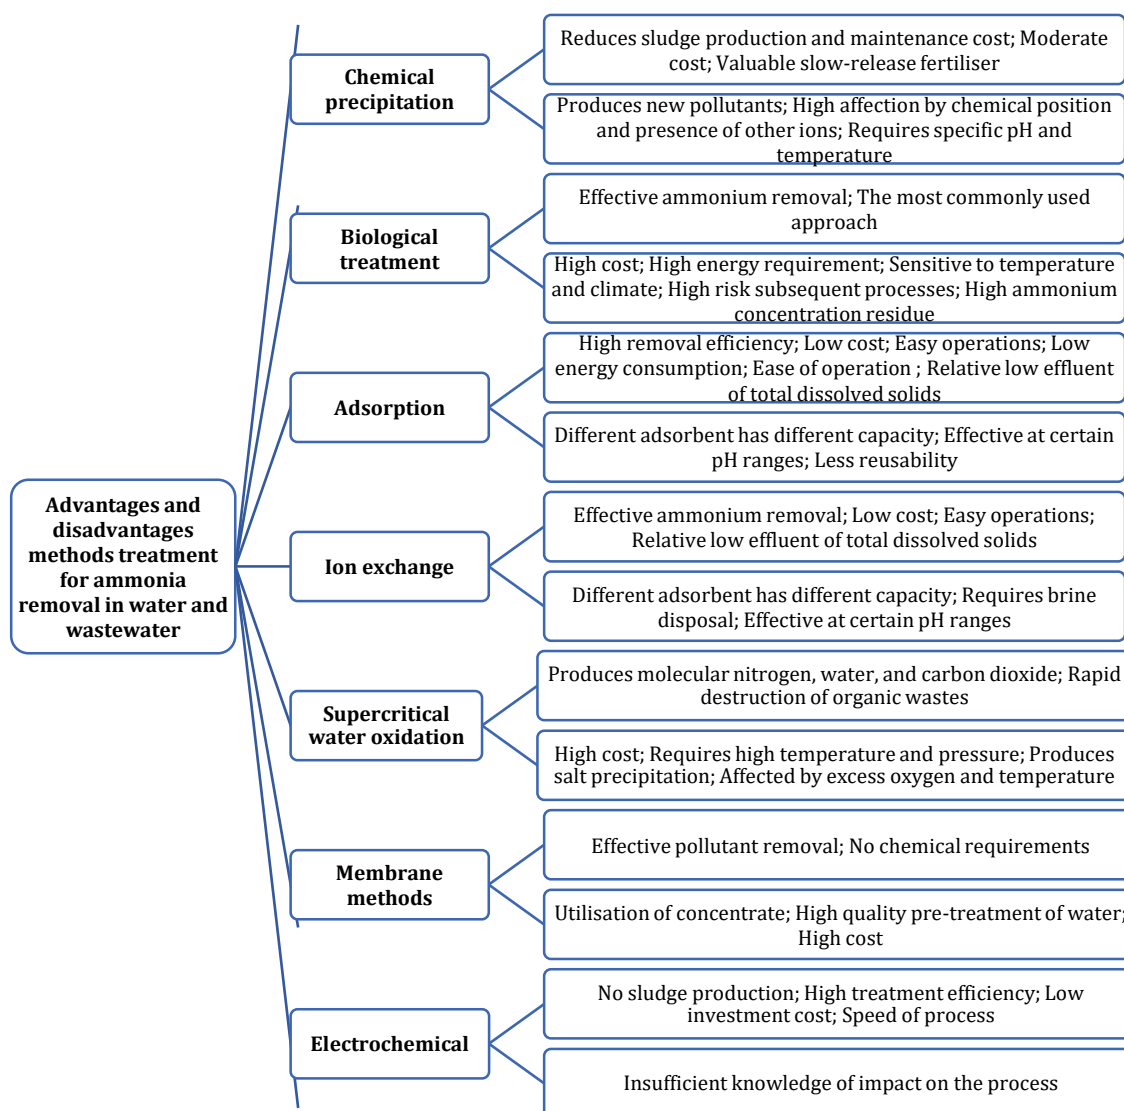 Advantages and
disadvantages
methods treatment
for ammonia
removal in water and
wastewater
Chemical
precipitation
Reduces sludge production and maintenance cost; Moderate
cost; Valuable slow-release fertiliser
Produces new pollutants; High affection by chemical position
and presence of other ions; Requires specific pH and
temperature
Biological
treatment
Effective ammonium removal; The most commonly used
approach
High cost; High energy requirement; Sensitive to temperature
and climate; High risk subsequent processes; High ammonium
concentration residue
Adsorption
High removal efficiency; Low cost; Easy operations; Low
energy consumption; Ease of operation ; Relative low effluent
of total dissolved solids
Different adsorbent has different capacity; Effective at certain
pH ranges; Less reusability
Ion exchange
Effective ammonium removal; Low cost; Easy operations;
Relative low effluent of total dissolved solids
Different adsorbent has different capacity; Requires brine
disposal; Effective at certain pH ranges
Supercritical
water oxidation
Produces molecular nitrogen, water, and carbon dioxide; Rapid
destruction of organic wastes
High cost; Requires high temperature and pressure; Produces
salt precipitation; Affected by excess oxygen and temperature
Membrane
methods
Effective pollutant removal; No chemical requirements
Utilisation of concentrate; High quality pre-treatment of water;
High cost
Electrochemical
No sludge production; High treatment efficiency; Low
investment cost; Speed of process
Insufficient knowledge of impact on the process